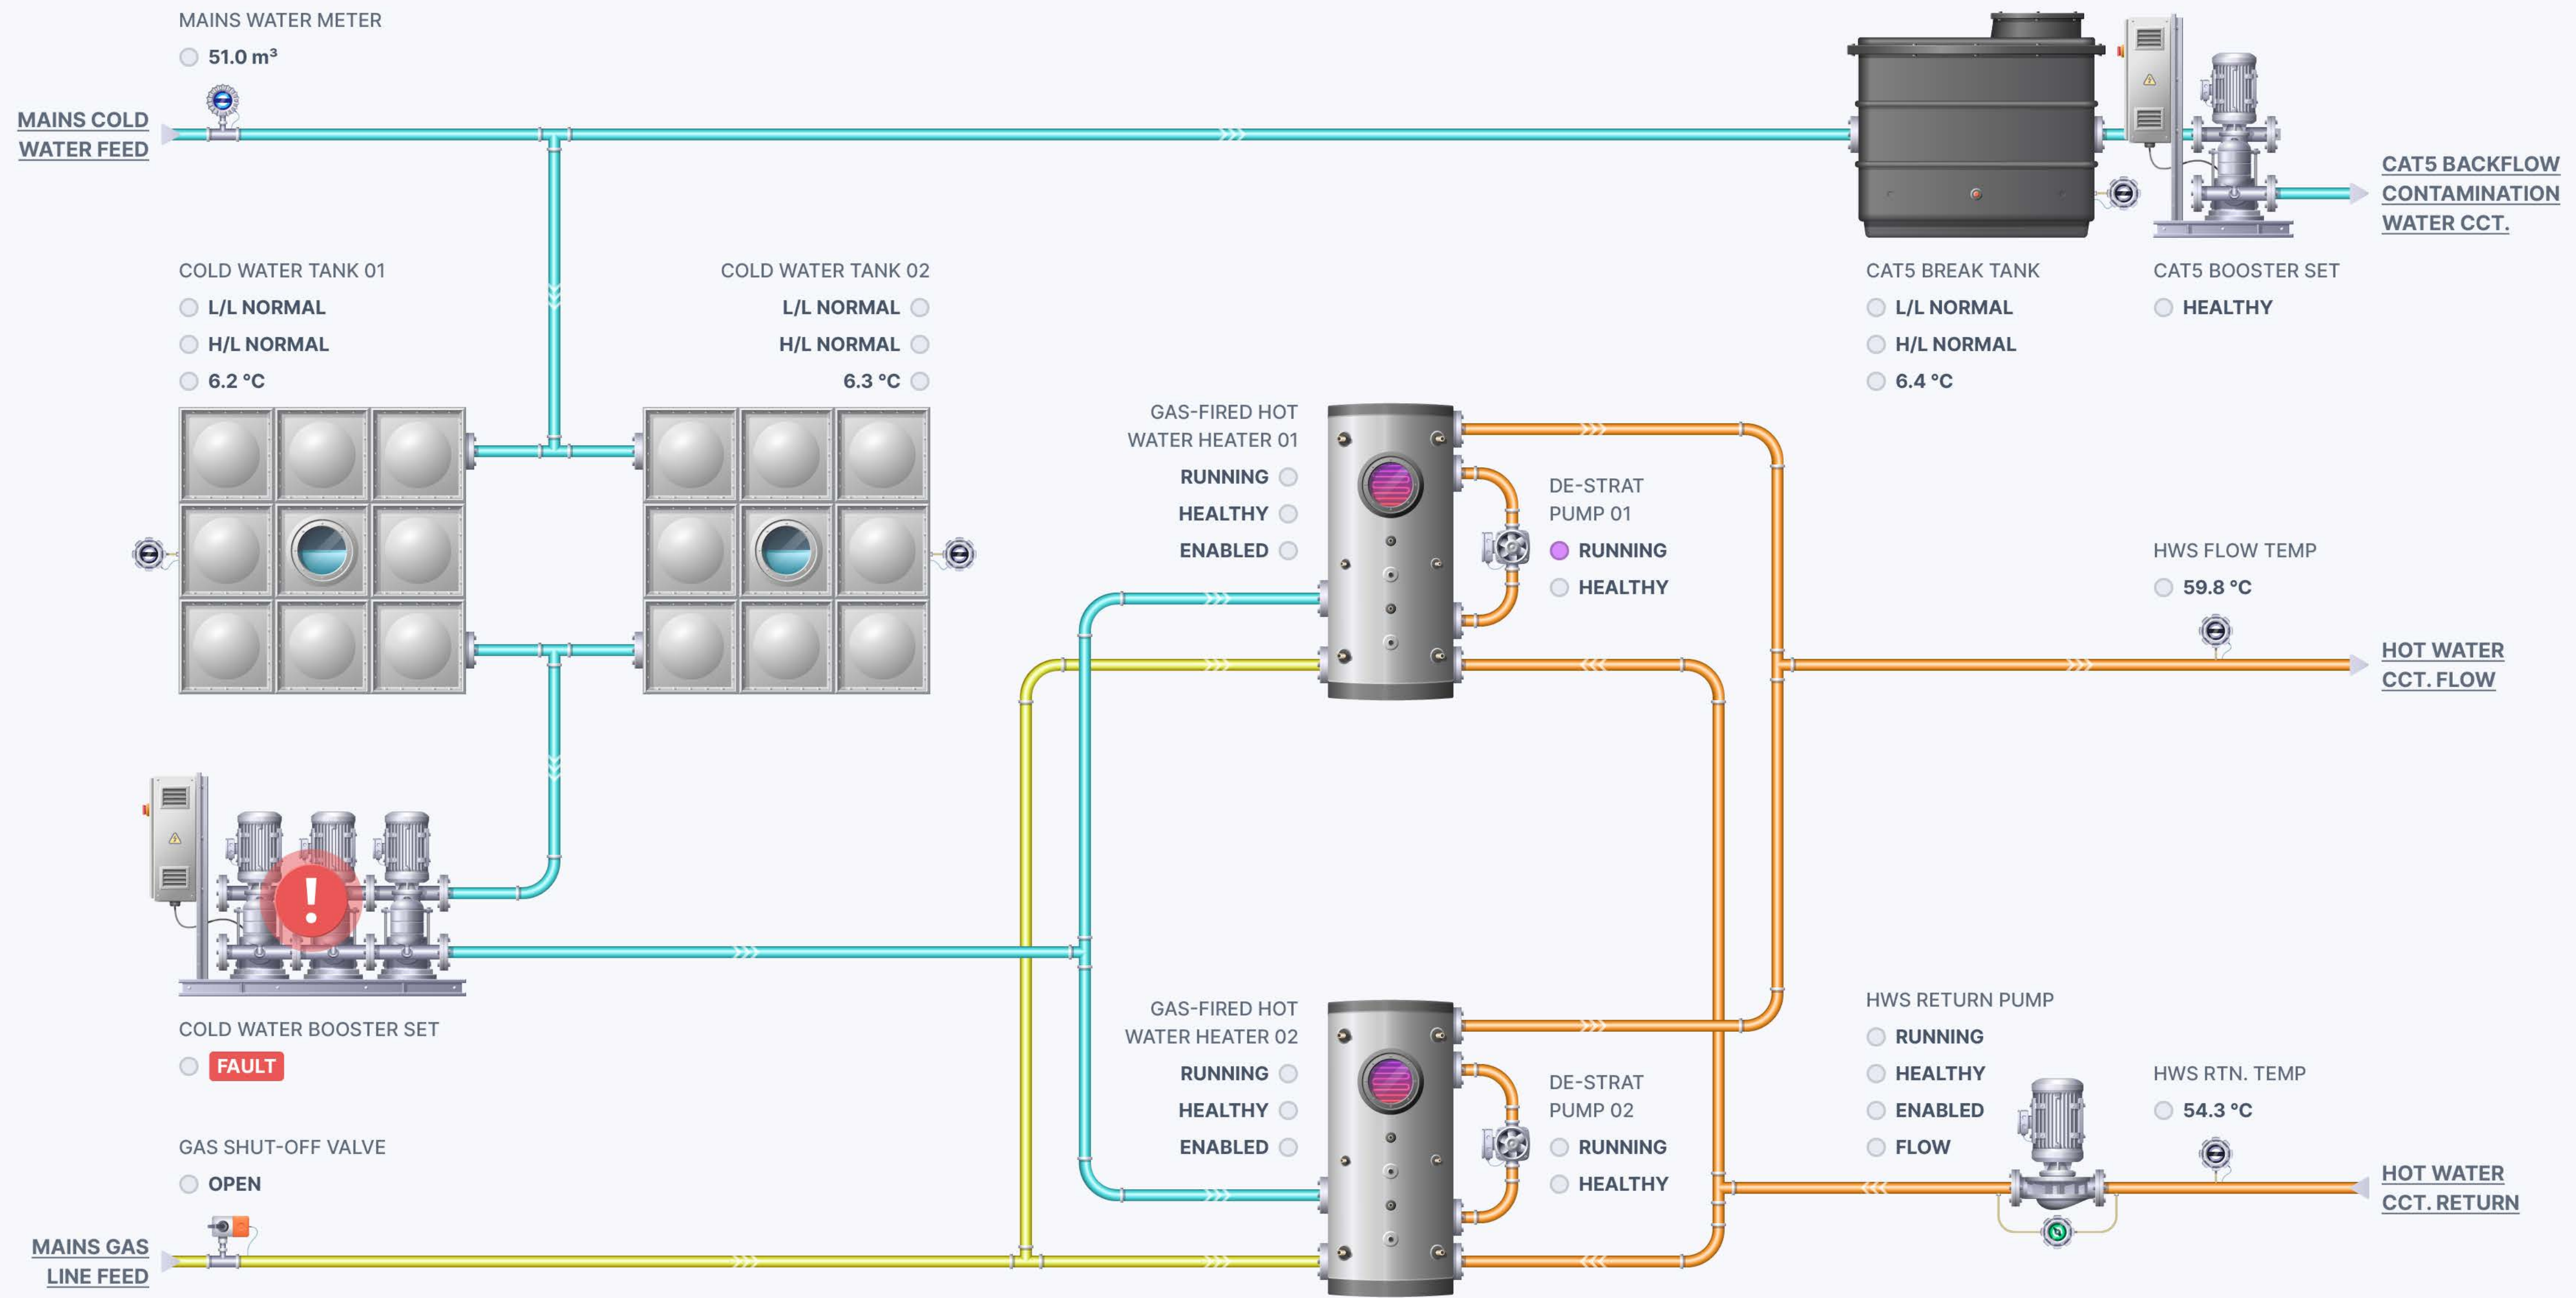 MAINS WATER METER
51.0 m³
MAINS COLD
WATER FEED
CAT5 BACKFLOW
CONTAMINATION
WATER CCT.
COLD WATER TANK 01
L/L NORMAL
H/L NORMAL
6.2 °C
COLD WATER TANK 02
L/L NORMAL
H/L NORMAL
6.3 °C
CAT5 BREAK TANK
L/L NORMAL
H/L NORMAL
6.4 °C
CAT5 BOOSTER SET
HEALTHY
GAS-FIRED HOT
WATER HEATER 01
RUNNING
HEALTHY
ENABLED
DE-STRAT
PUMP 01
RUNNING
HEALTHY
HWS FLOW TEMP
59.8 °C
HOT WATER
CCT. FLOW
COLD WATER BOOSTER SET
FAULT
GAS-FIRED HOT
WATER HEATER 02
RUNNING
HEALTHY
ENABLED
DE-STRAT
PUMP 02
RUNNING
HEALTHY
HWS RETURN PUMP
RUNNING
HEALTHY
ENABLED
FLOW
HWS RTN. TEMP
54.3 °C
HOT WATER
CCT. RETURN
GAS SHUT-OFF VALVE
OPEN
MAINS GAS
LINE FEED